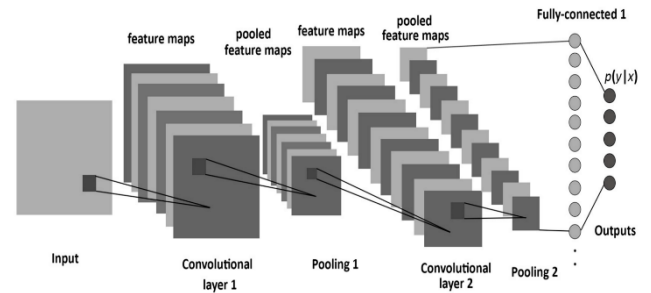 Fully-connected 1
feature maps
pooled
feature maps
feature maps
pooled
feature maps
p(y|x)
Input
Convolutional
layer 1
Pooling 1
Convolutional
layer 2
Pooling 2
Outputs